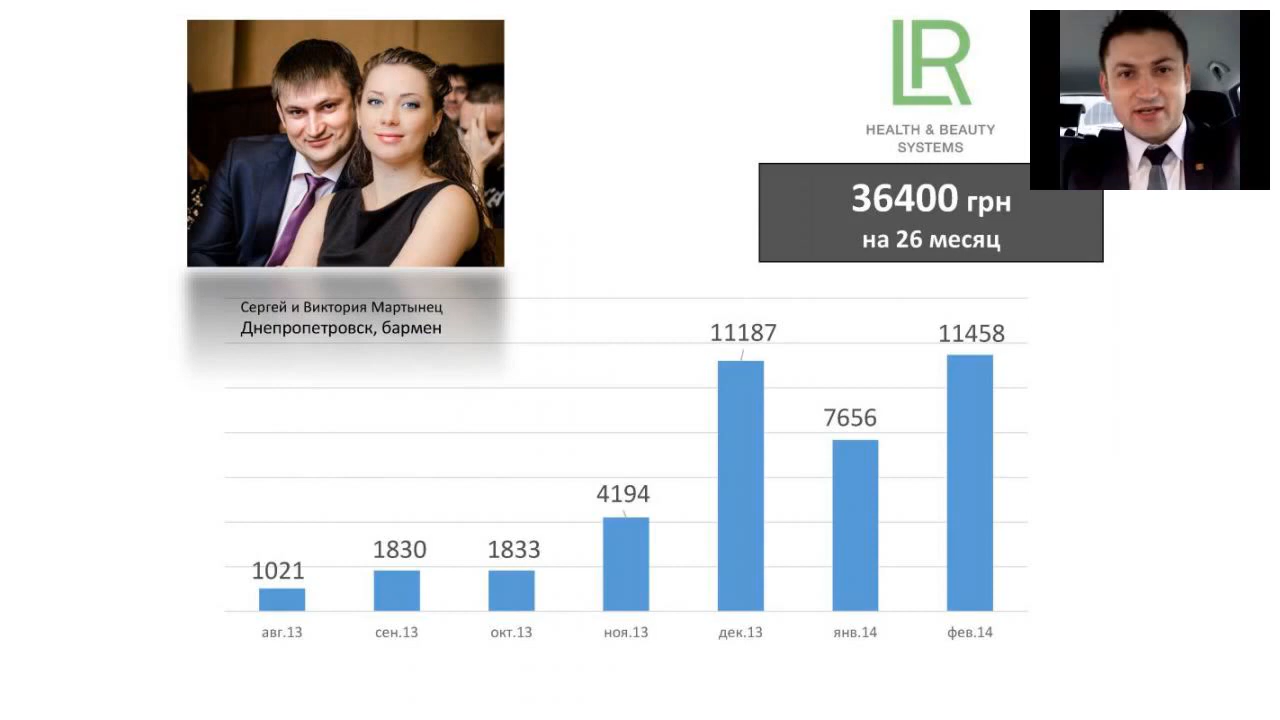 LR
HEALTH & BEAUTY
SYSTEMS
36400 грн
на 26 месяц
Сергей и Виктория Мартынец
Днепропетровск, бармен
1021
1830
1833
4194
11187
7656
11458
авг.13
сен.13
окт.13
ноя.13
дек.13
янв.14
фев.14